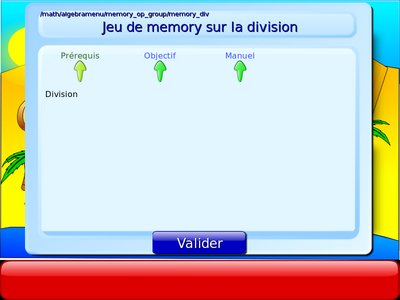 /math/algebramenu/memory_op_group/memory_div
Jeu de memory sur la division
Prérequis Objectif Manuel
Division
Valider